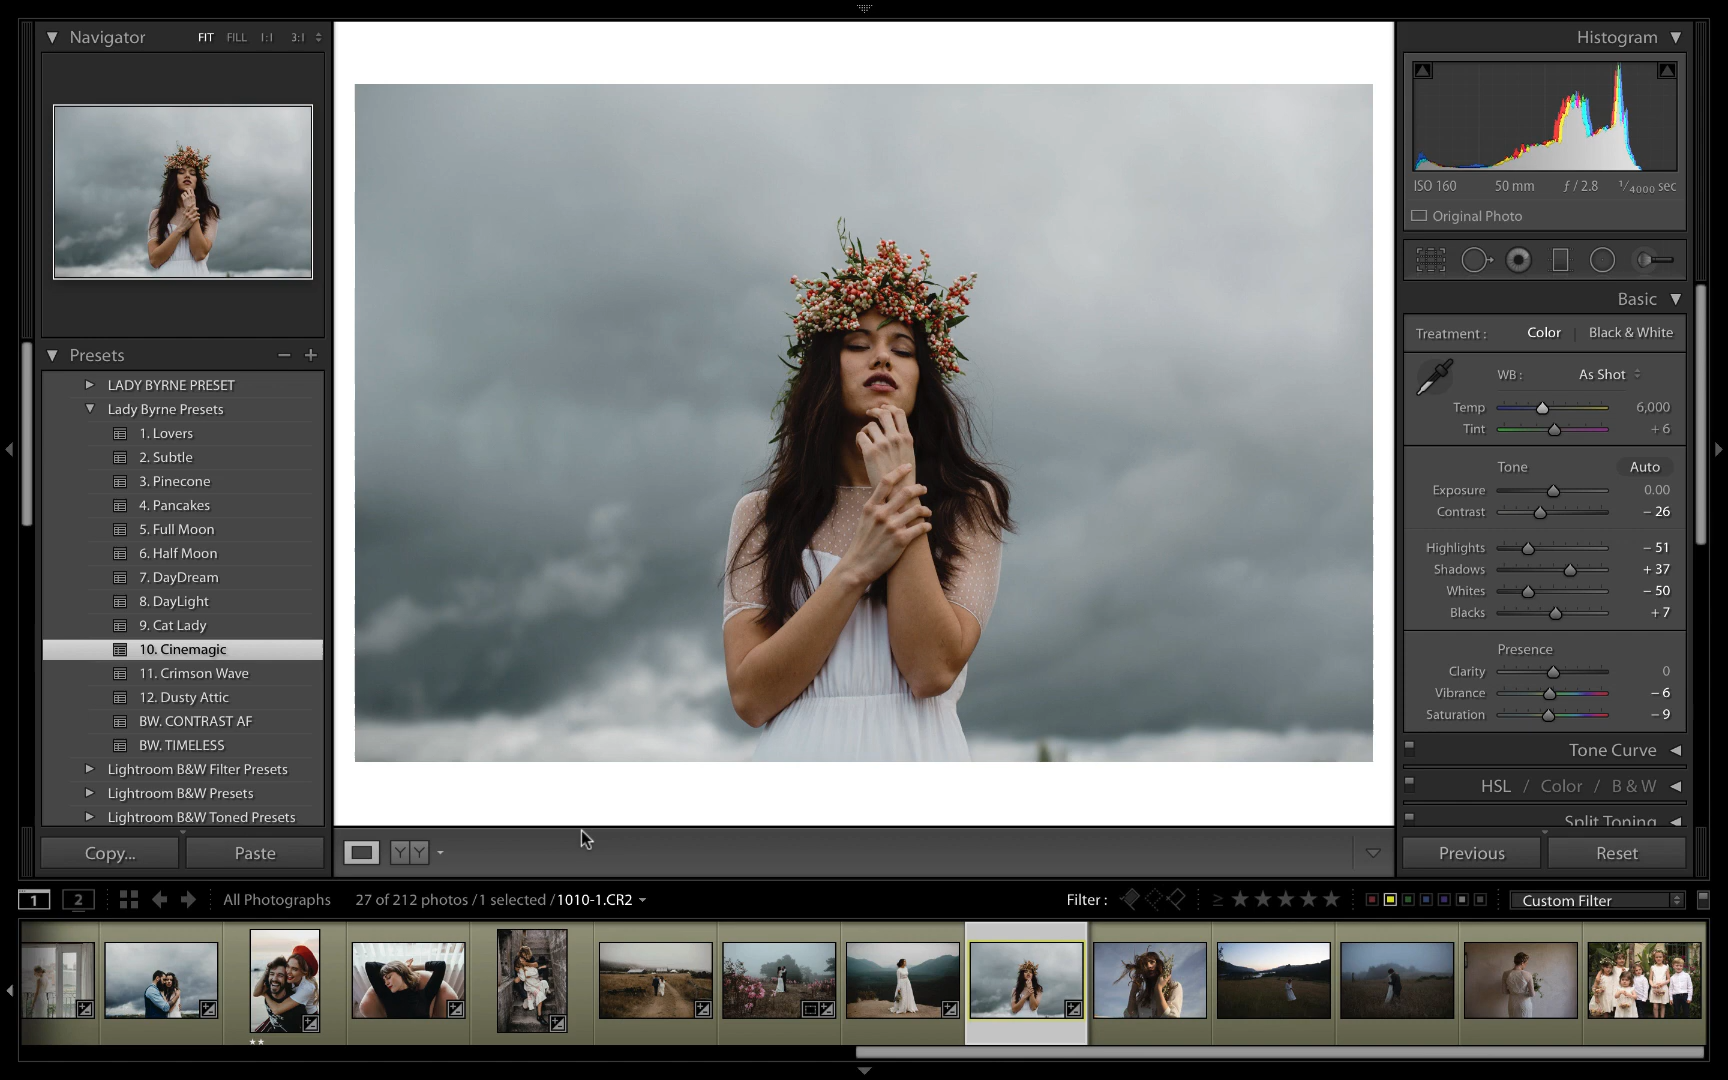 Navigator FIT FILL 1:1 3:1
Presets − +
LADY BYRNE PRESET
Lady Byrne Presets
1. Lovers
2. Subtle
3. Pinecone
4. Pancakes
5. Full Moon
6. Half Moon
7. DayDream
8. DayLight
9. Cat Lady
10. Cinemagic
11. Crimson Wave
12. Dusty Attic
BW. CONTRAST AF
BW. TIMELESS
Lightroom B&W Filter Presets
Lightroom B&W Presets
Lightroom B&W Toned Presets
Copy... Paste
Y Y
Histogram
ISO 160 50 mm ƒ / 2.8 1/4000 sec
Original Photo
Basic
Treatment : Color | Black & White
WB : As Shot
Temp 6,000
Tint + 6
Tone Auto
Exposure 0.00
Contrast − 26
Highlights − 51
Shadows + 37
Whites − 50
Blacks + 7
Presence
Clarity 0
Vibrance − 6
Saturation − 9
Tone Curve
HSL / Color / B & W
Split Toning
Previous Reset
1 2 All Photographs 27 of 212 photos / 1 selected / 1010-1.CR2 Filter : ≥ ★★★★★ Custom Filter